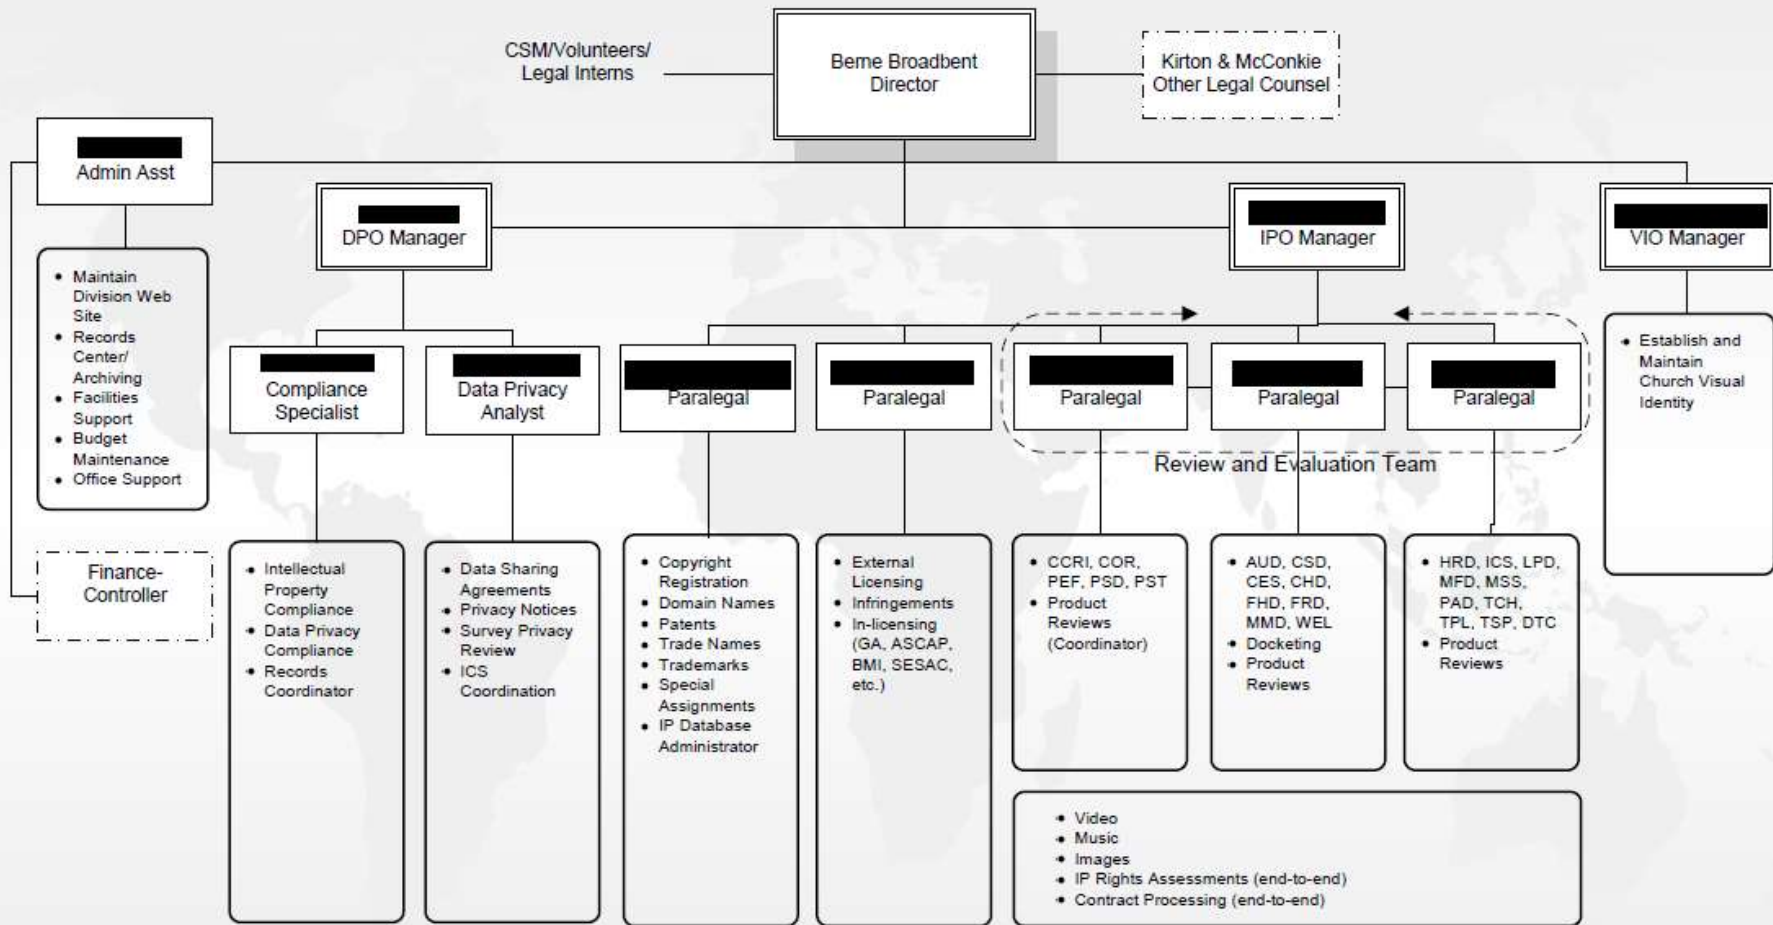 CSM/Volunteers/
Legal Interns
Berne Broadbent
Director
Kirton & McConkie
Other Legal Counsel
Admin Asst
DPO Manager
IPO Manager
VIO Manager
• Maintain
Division Web
Site
• Records
Center/
Archiving
• Facilities
Support
• Budget
Maintenance
• Office Support
Compliance
Specialist
Data Privacy
Analyst
Paralegal
Paralegal
Paralegal
Paralegal
Paralegal
Review and Evaluation Team
• Establish and
Maintain
Church Visual
Identity
Finance-
Controller
• Intellectual
Property
Compliance
• Data Privacy
Compliance
• Records
Coordinator
• Data Sharing
Agreements
• Privacy Notices
• Survey Privacy
Review
• ICS
Coordination
• Copyright
Registration
• Domain Names
• Patents
• Trade Names
• Trademarks
• Special
Assignments
• IP Database
Administrator
• External
Licensing
• Infringements
• In-licensing
(GA, ASCAP,
BMI, SESAC,
etc.)
• CCRI, COR,
PEF, PSD, PST
• Product
Reviews
(Coordinator)
• AUD, CSD,
CES, CHD,
FHD, FRD,
MMD, WEL
• Docketing
• Product
Reviews
• HRD, ICS, LPD,
MFD, MSS,
PAD, TCH,
TPL, TSP, DTC
• Product
Reviews
• Video
• Music
• Images
• IP Rights Assessments (end-to-end)
• Contract Processing (end-to-end)